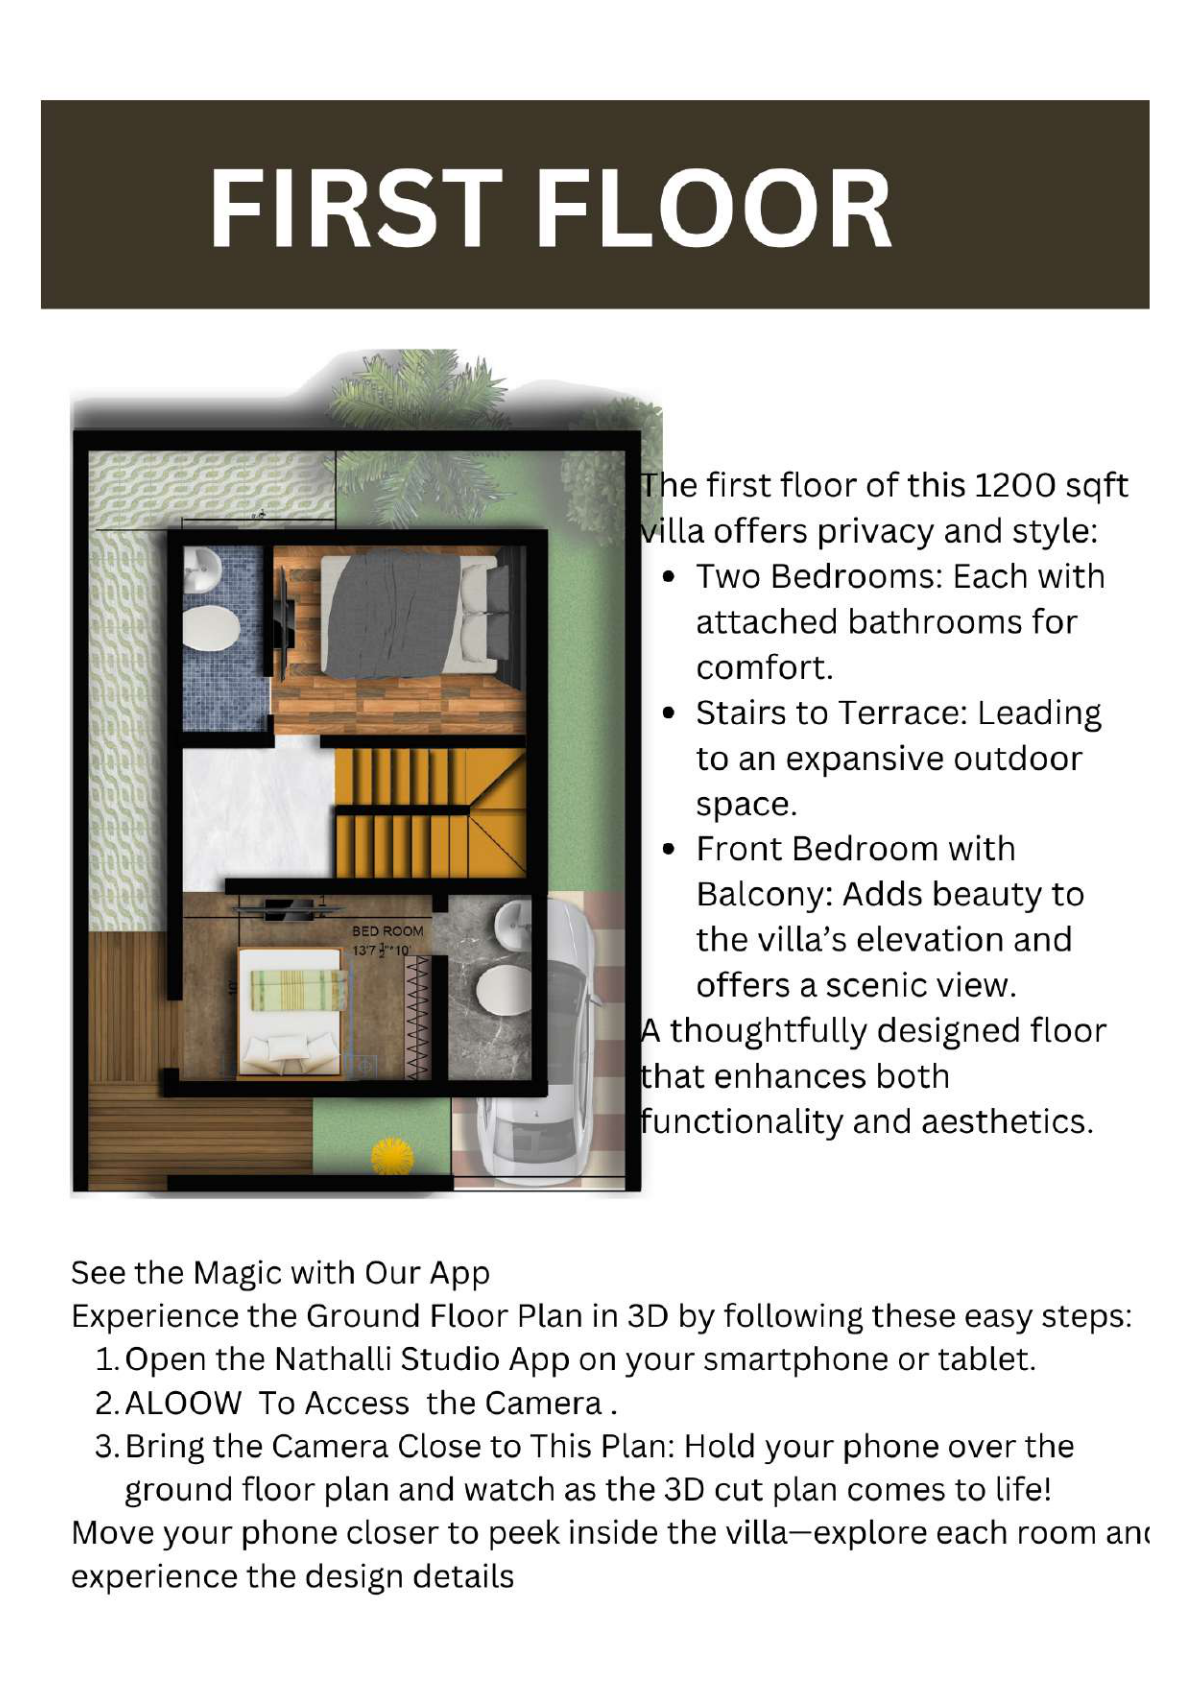 FIRST FLOOR
The first floor of this 1200 sqft
villa offers privacy and style:
• Two Bedrooms: Each with
attached bathrooms for
comfort.
• Stairs to Terrace: Leading
to an expansive outdoor
space.
• Front Bedroom with
Balcony: Adds beauty to
the villa’s elevation and
offers a scenic view.
A thoughtfully designed floor
that enhances both
functionality and aesthetics.
BED ROOM
13'7 ½"*10'
10'
See the Magic with Our App
Experience the Ground Floor Plan in 3D by following these easy steps:
1. Open the Nathalli Studio App on your smartphone or tablet.
2. ALOOW To Access the Camera .
3. Bring the Camera Close to This Plan: Hold your phone over the
ground floor plan and watch as the 3D cut plan comes to life!
Move your phone closer to peek inside the villa—explore each room and
experience the design details